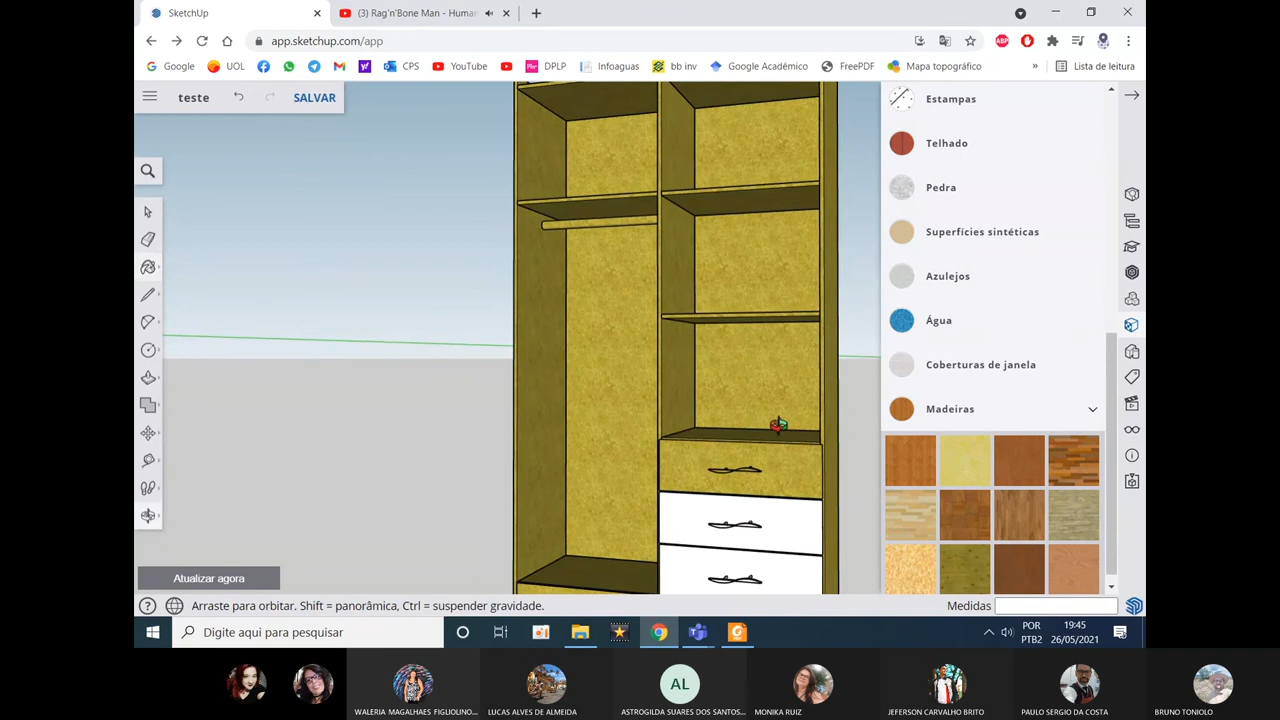 SketchUp
(3) Rag'n'Bone Man - Human
app.sketchup.com/app
Google
UOL
CPS
YouTube
DPLP
Infoaguas
bb inv
Google Acadêmico
FreePDF
Mapa topográfico
»
Lista de leitura
teste
SALVAR
Estampas
Telhado
Pedra
Superfícies sintéticas
Azulejos
Água
Coberturas de janela
Madeiras
Atualizar agora
Arraste para orbitar. Shift = panorâmica, Ctrl = suspender gravidade.
Medidas
Digite aqui para pesquisar
POR
PTB2
19:45
26/05/2021
AL
WALERIA MAGALHAES FIGLIOLINO...
LUCAS ALVES DE ALMEIDA
ASTROGILDA SUARES DOS SANTOS...
MONIKA RUIZ
JEFERSON CARVALHO BRITO
PAULO SERGIO DA COSTA
BRUNO TONIOLO